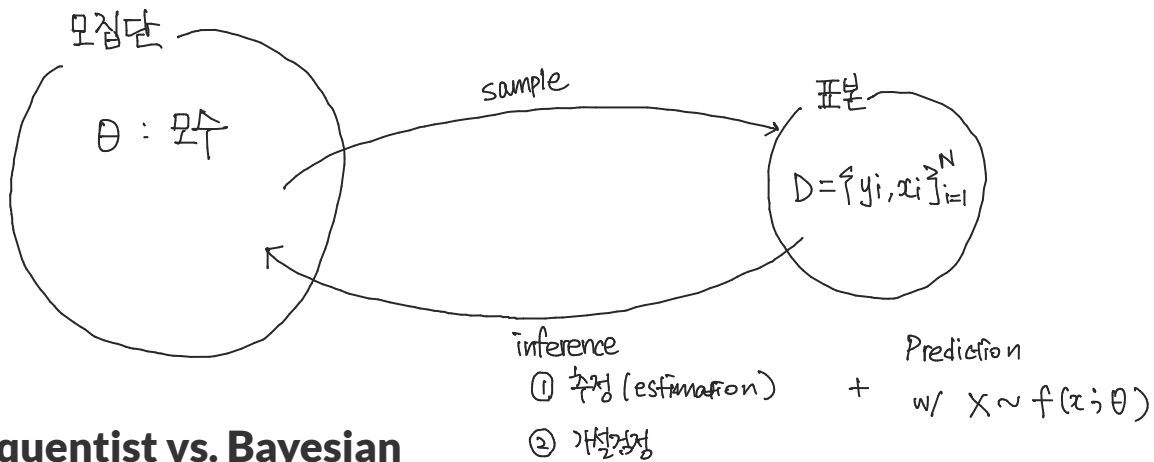 모집단
θ : 모수
sample
표본
D={yi, xi}ᴺᵢ₌₁
inference
① 추정 (estimation)
② 가설검정
+
Prediction
w/ X ~ f(x; θ)
quentist vs. Bayesian